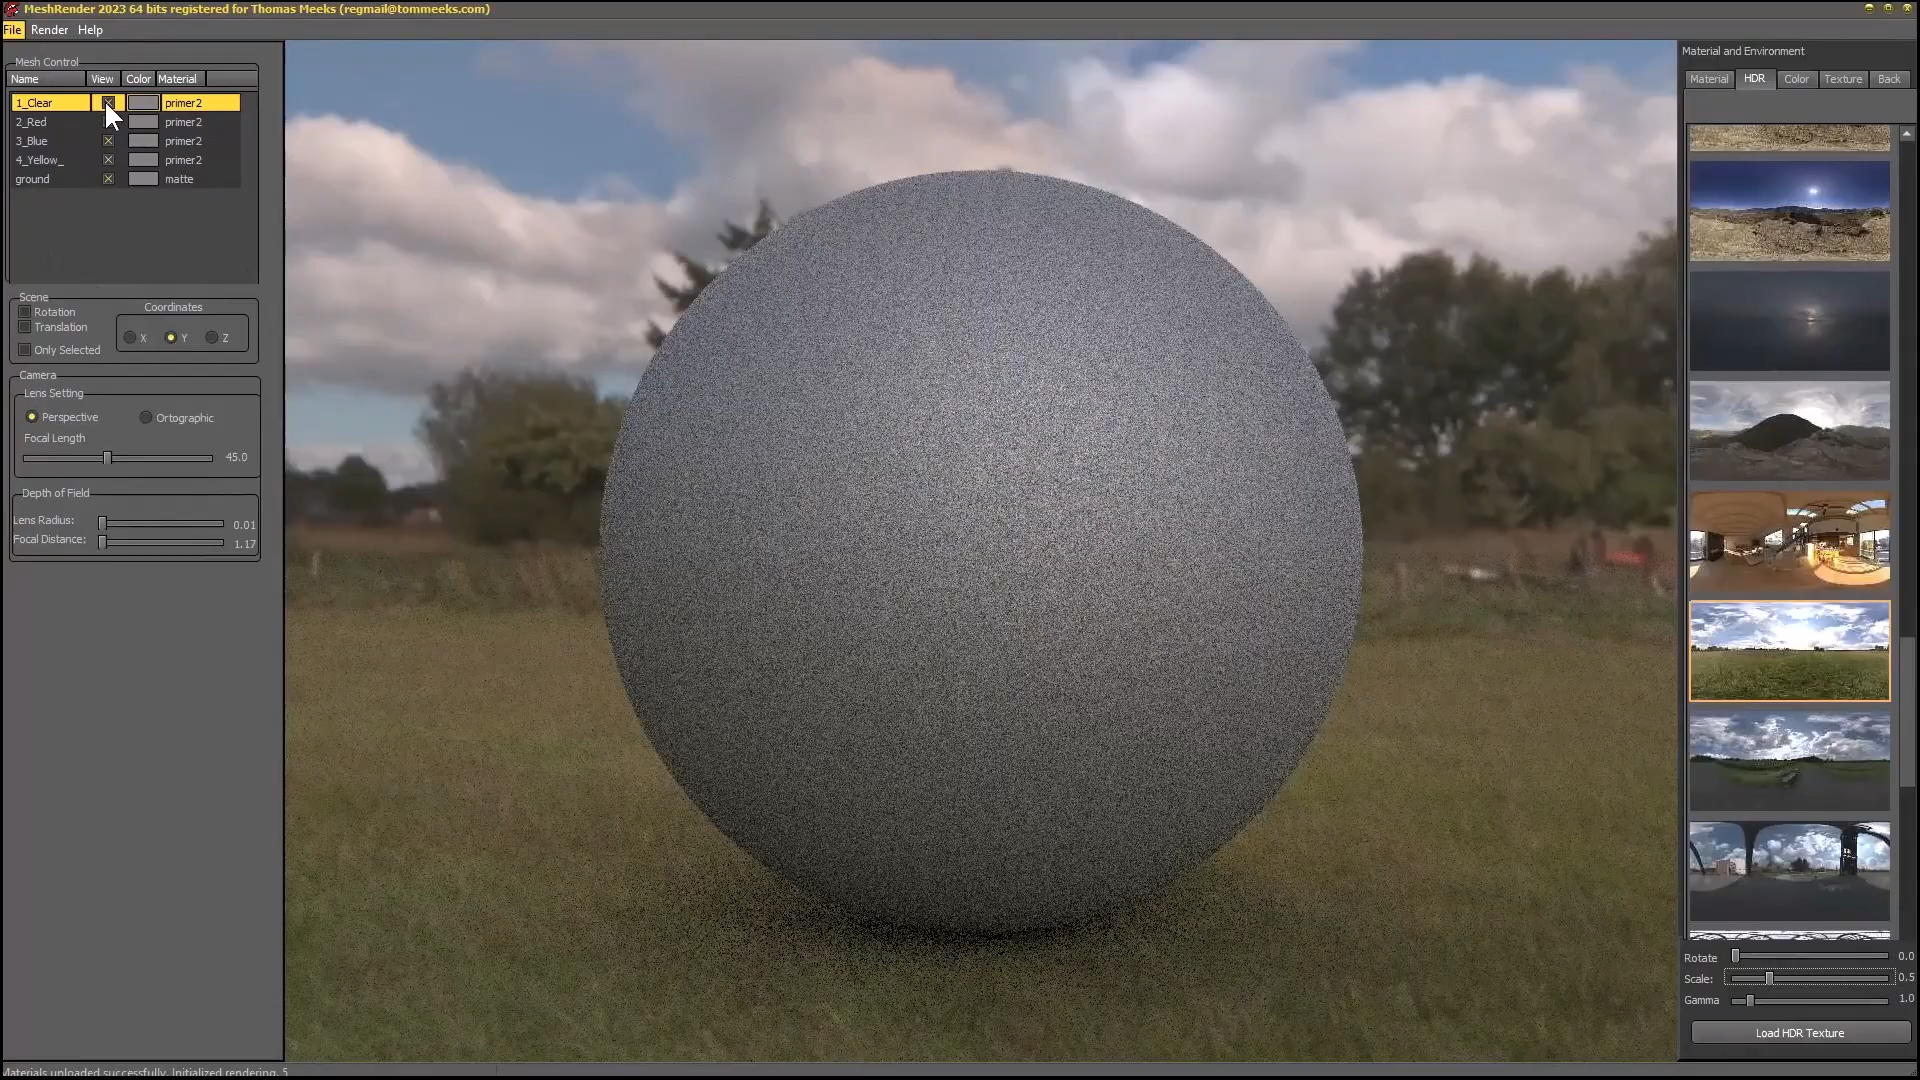 MeshRender 2023 64 bits registered for Thomas Meeks (regmail@tommeeks.com)
File Render Help
Mesh Control
Name View Color Material
1_Clear primer2
2_Red primer2
3_Blue primer2
4_Yellow_ primer2
ground matte
Scene
Rotation
Translation
Only Selected
Coordinates
X Y Z
Camera
Lens Setting
Perspective Ortographic
Focal Length
45.0
Depth of Field
Lens Radius: 0.01
Focal Distance: 1.17
Material and Environment
Material HDR Color Texture Back
Rotate 0.0
Scale: 0.5
Gamma 1.0
Load HDR Texture
Materials uploaded successfully. Initialized rendering. 5